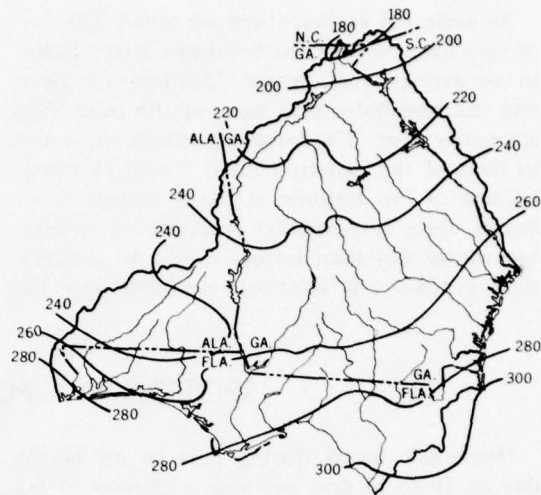 180 180
N.C. S.C.
GA.
200 200
220 220
ALA. GA.
240
240 260
240
240
260
280 ALA. GA.
FLA.
280
GA. 280
FLA.
300
280 300